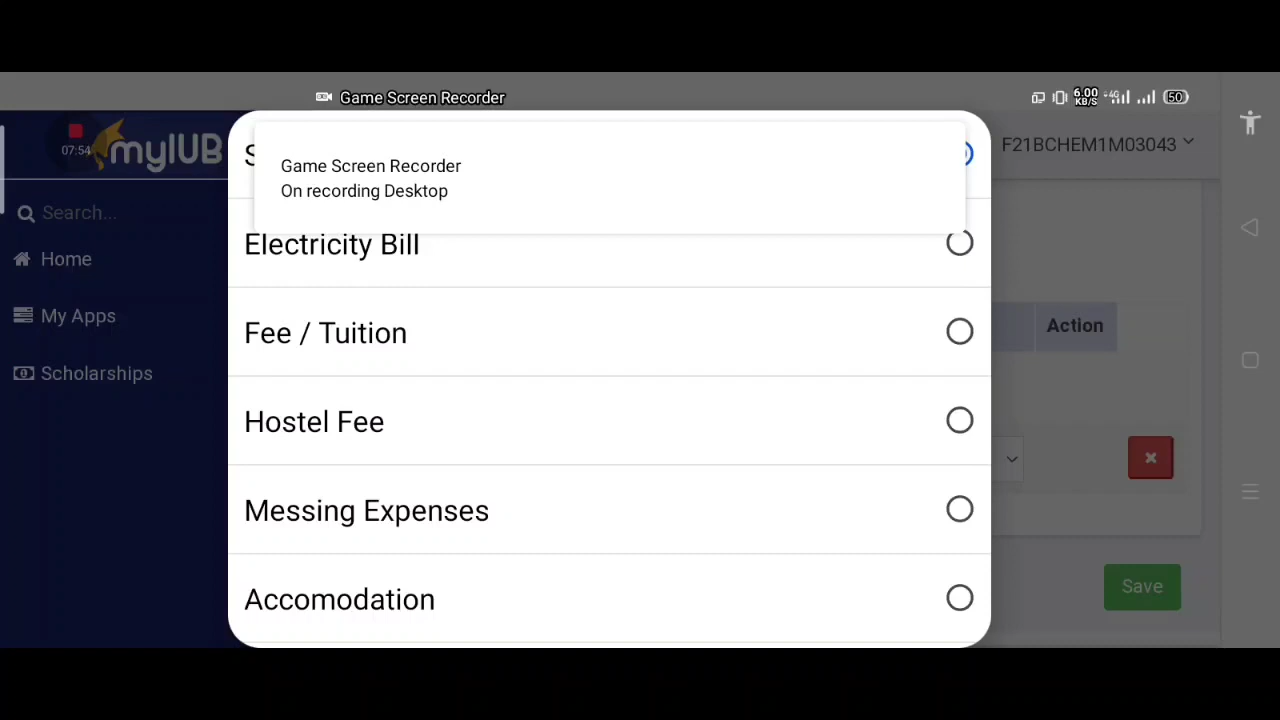 Game Screen Recorder
6.00
KB/S
4G
50
07:54
myIUB
F21BCHEM1M03043
Game Screen Recorder
On recording Desktop
Search...
Electricity Bill
Home
My Apps
Fee / Tuition
Action
Scholarships
Hostel Fee
Messing Expenses
Save
Accomodation